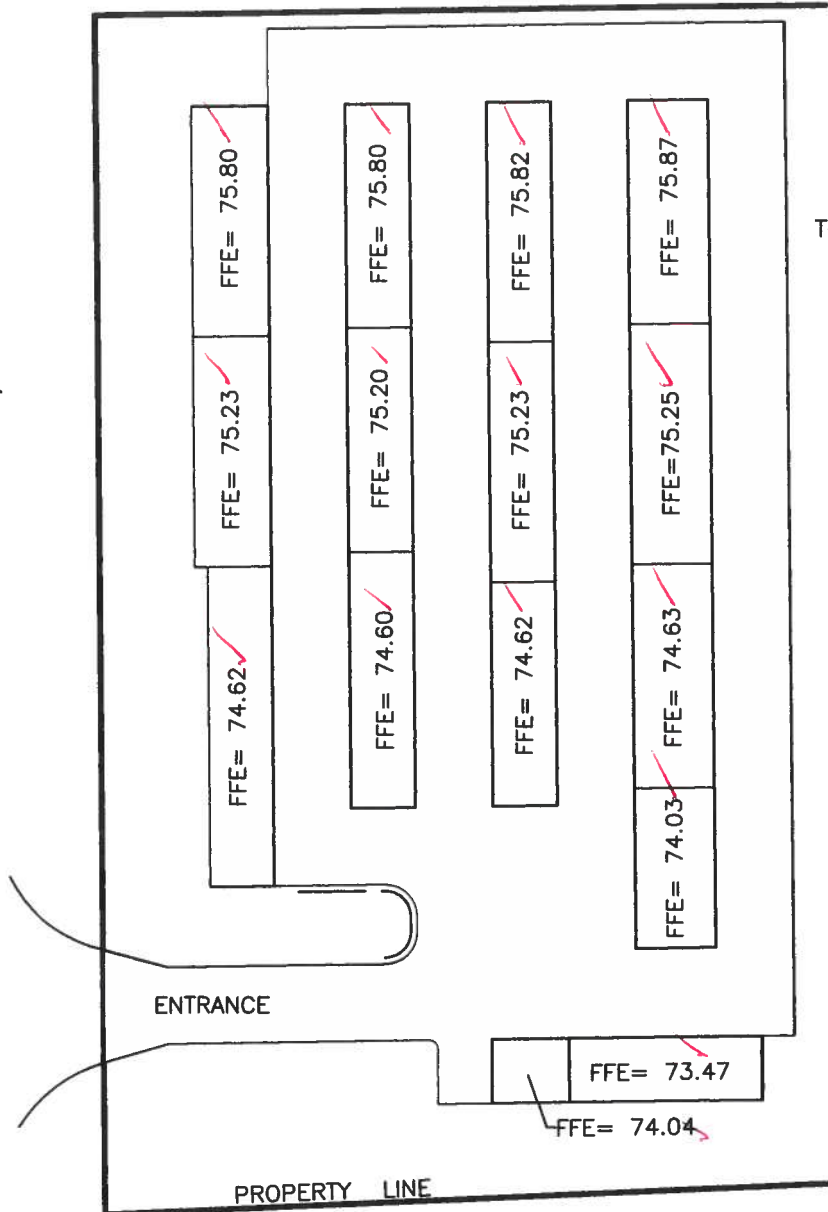 FFE= 75.80
FFE= 75.80
FFE= 75.82
FFE= 75.87
T
FFE= 75.23
FFE= 75.20
FFE= 75.23
FFE=75.25
FFE= 74.62
FFE= 74.60
FFE= 74.62
FFE= 74.63
FFE= 74.03
ENTRANCE
FFE= 73.47
FFE= 74.04
PROPERTY LINE